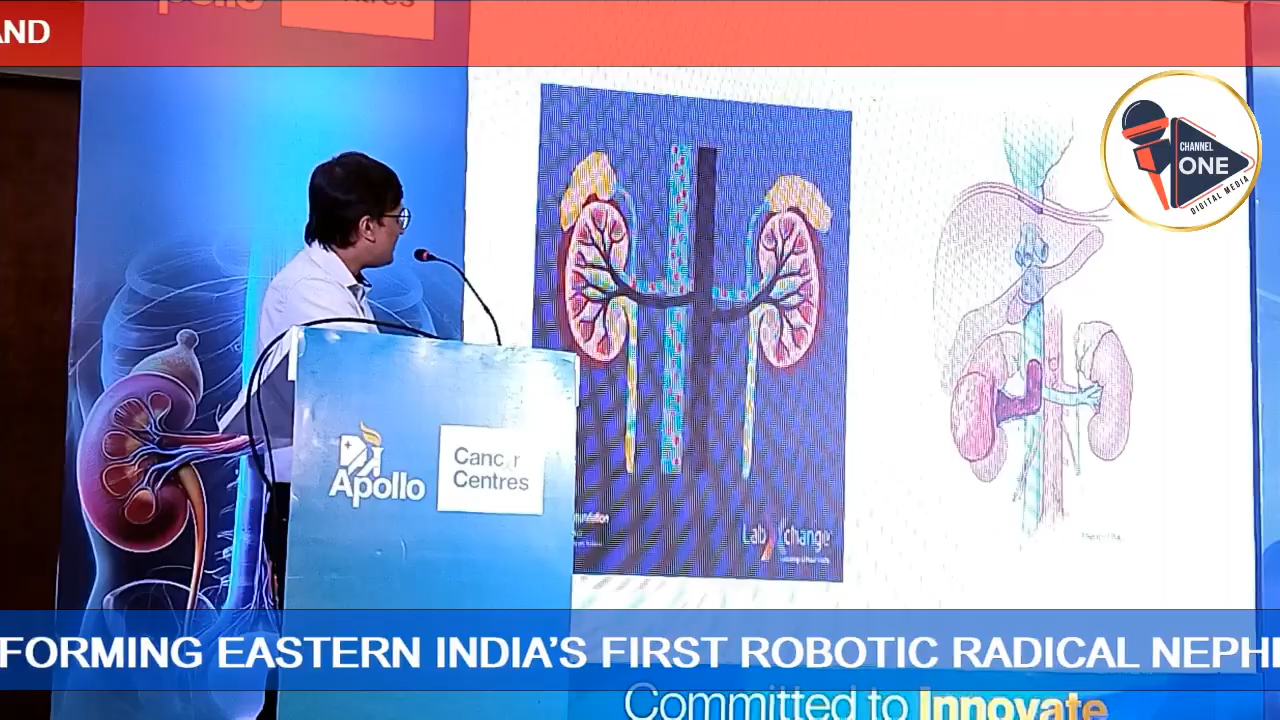 AND
CHANNEL
ONE
DIGITAL MEDIA
Apollo
Cancer
Centres
Lab Xchange
FORMING EASTERN INDIA'S FIRST ROBOTIC RADICAL NEPH
Committed to Innovate